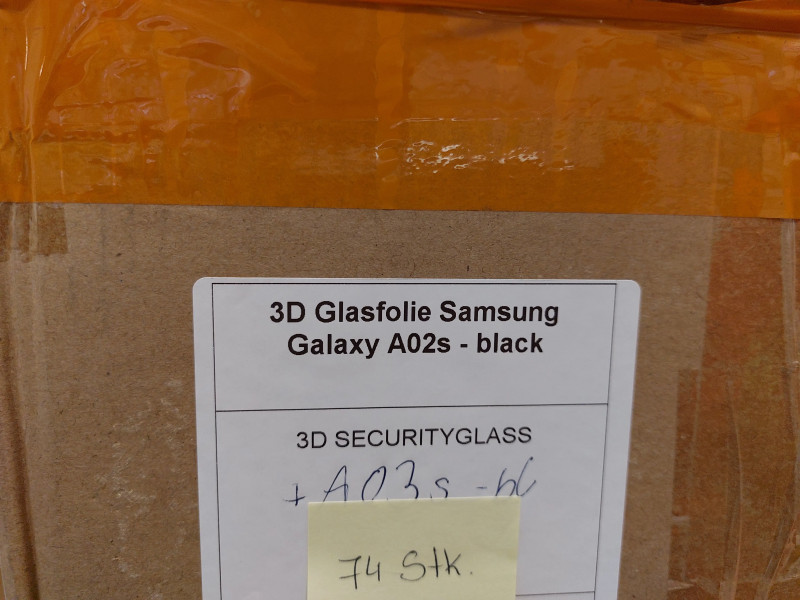 3D Glasfolie Samsung
Galaxy A02s - black
3D SECURITYGLASS
+ A03s - bl
74 Stk.